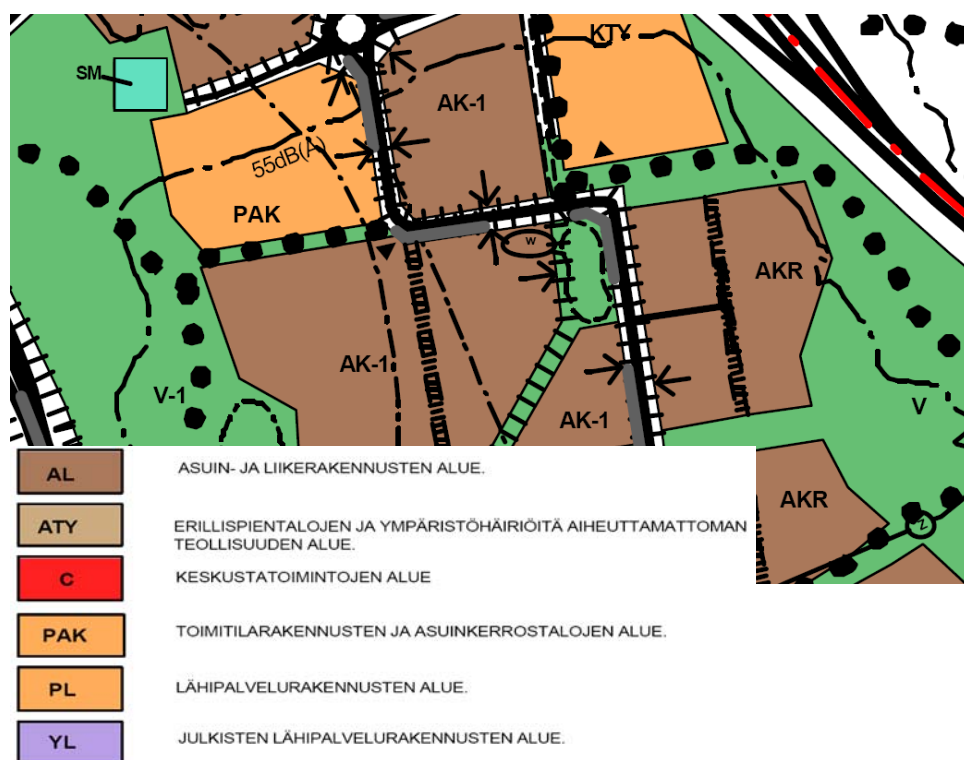 KTY
SM
AK-1
55dB(A)
PAK
W
AKR
AK-1
V-1
V
AK-1
AKR
Z
AL ASUIN- JA LIIKERAKENNUSTEN ALUE.
ATY ERILLISPIENTALOJEN JA YMPÄRISTÖHÄIRIÖITÄ AIHEUTTAMATTOMAN
TEOLLISUUDEN ALUE.
C KESKUSTATOIMINTOJEN ALUE
PAK TOIMITILARAKENNUSTEN JA ASUINKERROSTALOJEN ALUE.
PL LÄHIPALVELURAKENNUSTEN ALUE.
YL JULKISTEN LÄHIPALVELURAKENNUSTEN ALUE.